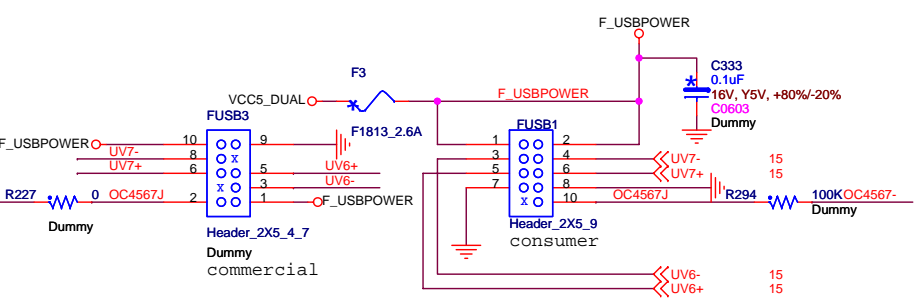 F_USBPOWER
C333
0.1uF
16V, Y5V, +80%/-20%
C0603
Dummy
F3
VCC5_DUAL
F_USBPOWER
F1813_2.6A
FUSB3
FUSB1
F_USBPOWER
10 9
UV7-
8
UV7+
6 5 UV6+
3 UV6-
R227 0 OC4567J 2 1 F_USBPOWER
Dummy
Header_2X5_4_7
Dummy
commercial
x
x
1 2
3 4 UV7- 15
5 6 UV7+ 15
7 8
10 OC4567J R294 100K OC4567-
x
Dummy
Header_2X5_9
consumer
UV6- 15
UV6+ 15